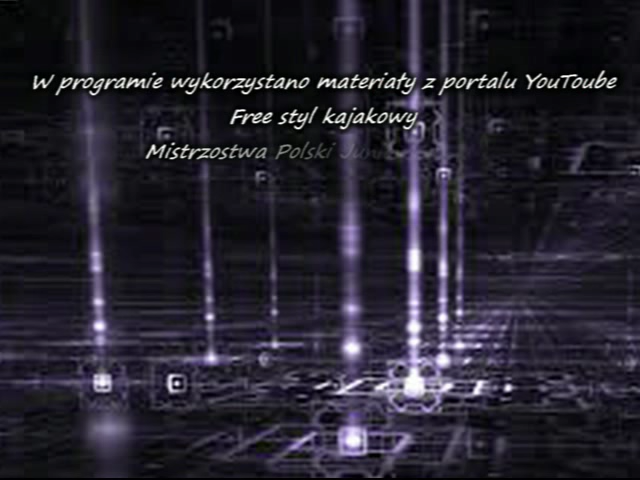 W programie wykorzystano materiały z portalu YouToube
Free styl kajakowy
Mistrzostwa Polski